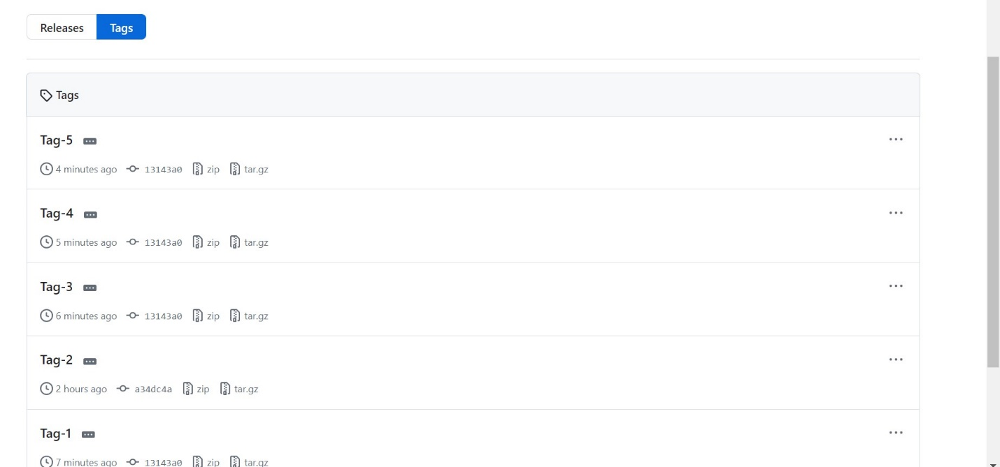 Releases Tags
Tags
Tag-5
4 minutes ago 13143a0 zip tar.gz
Tag-4
5 minutes ago 13143a0 zip tar.gz
Tag-3
6 minutes ago 13143a0 zip tar.gz
Tag-2
2 hours ago a34dc4a zip tar.gz
Tag-1
7 minutes ago 13143a0 zip tar.gz